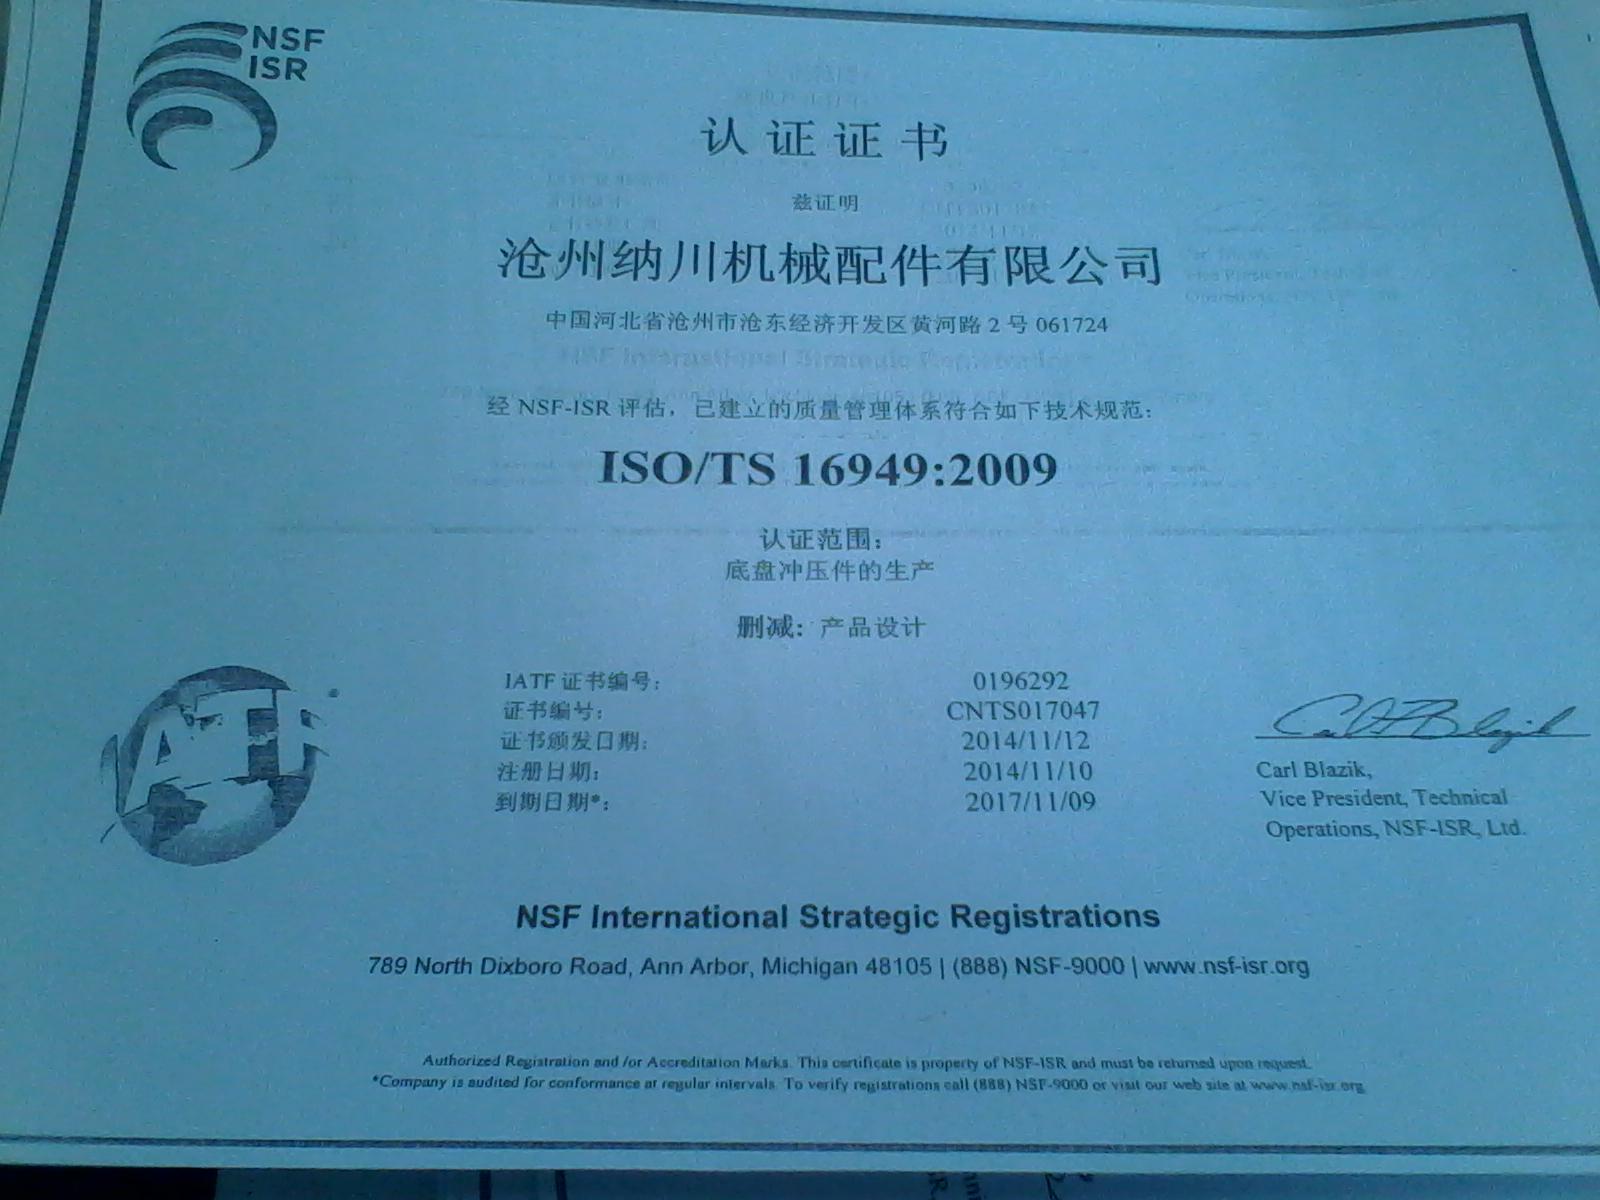 NSF
ISR
认证证书
兹证明
沧州纳川机械配件有限公司
中国河北省沧州市沧东经济开发区黄河路 2 号 061724
经 NSF-ISR 评估，已建立的质量管理体系符合如下技术规范：
ISO/TS 16949:2009
认证范围：
底盘冲压件的生产
删减：产品设计
IATF
IATF 证书编号： 0196292
证书编号： CNTS017047
证书颁发日期： 2014/11/12
注册日期： 2014/11/10
到期日期*： 2017/11/09
Carl Blazik,
Vice President, Technical
Operations, NSF-ISR, Ltd.
NSF International Strategic Registrations
789 North Dixboro Road, Ann Arbor, Michigan 48105 | (888) NSF-9000 | www.nsf-isr.org
Authorized Registration and /or Accreditation Marks. This certificate is property of NSF-ISR and must be returned upon request.
*Company is audited for conformance at regular intervals. To verify registrations call (888) NSF-9000 or visit our web site at www.nsf-isr.org